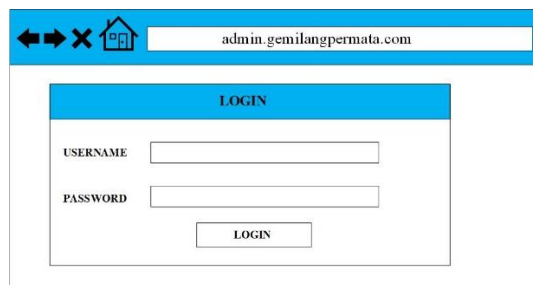 admin.gemilangpermata.com
LOGIN
USERNAME
PASSWORD
LOGIN